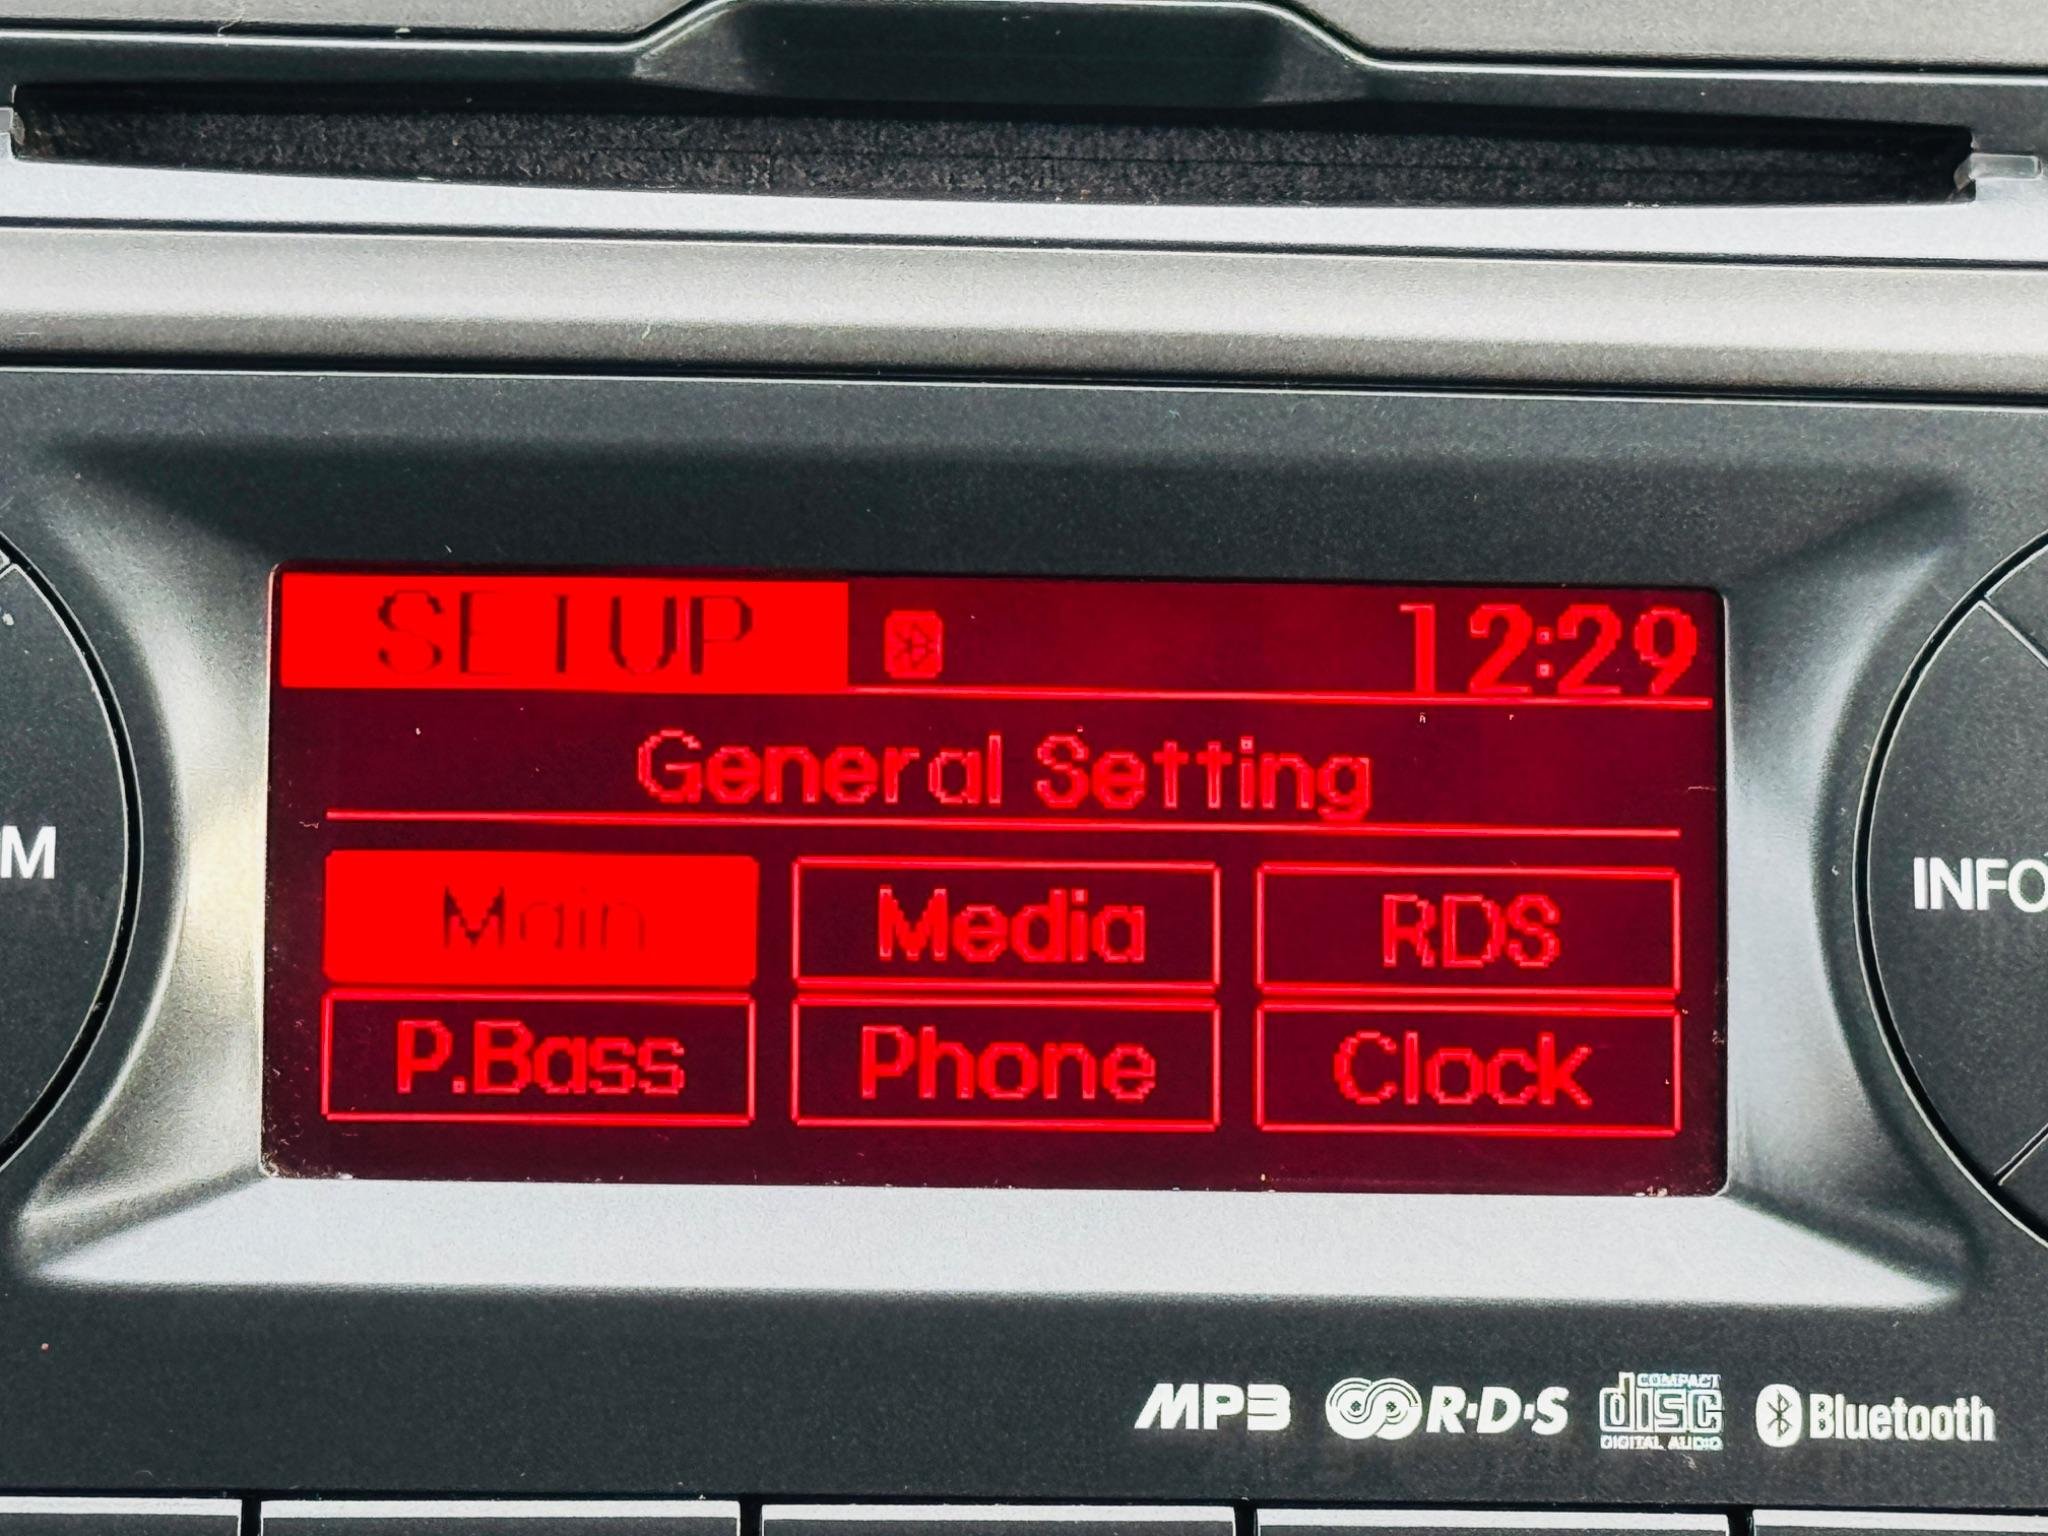 SETUP 12:29
General Setting
Main Media RDS
P.Bass Phone Clock
M INFO
MP3 R·D·S COMPACT disc DIGITAL AUDIO Bluetooth